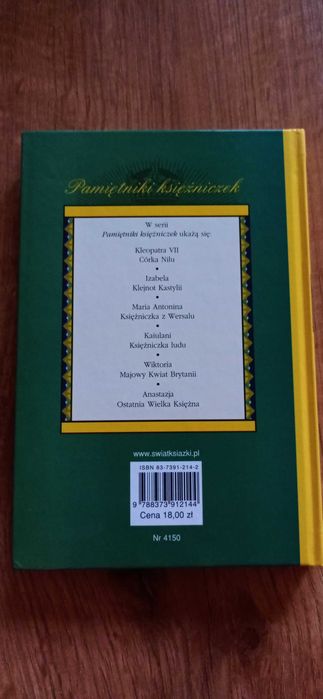 Pamiętniki księżniczek
W serii
Pamiętniki księżniczek ukażą się:
Kleopatra VII
Córka Nilu
•
Izabela
Klejnot Kastylii
•
Maria Antonina
Księżniczka z Wersalu
•
Kaiulani
Księżniczka ludu
•
Wiktoria
Majowy Kwiat Brytanii
•
Anastazja
Ostatnia Wielka Księżna
www.swiatksiazki.pl
ISBN 83-7391-214-2
9 788373 912144
Cena 18,00 zł
Nr 4150